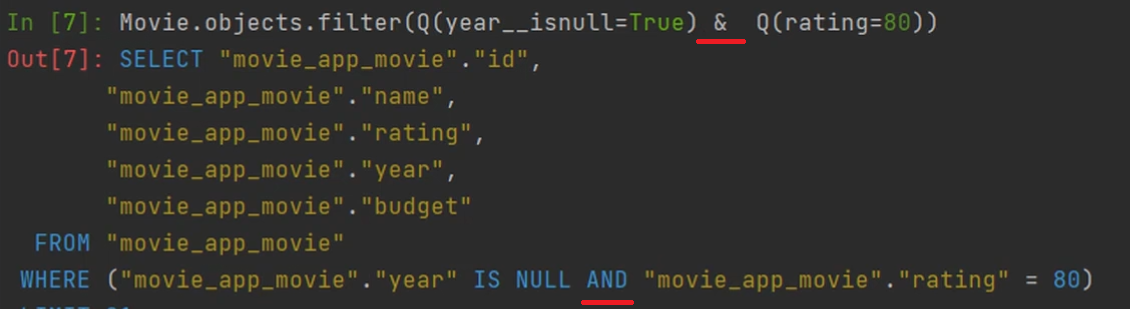 In [7]: Movie.objects.filter(Q(year__isnull=True) &  Q(rating=80))
Out[7]: SELECT "movie_app_movie"."id",
"movie_app_movie"."name",
"movie_app_movie"."rating",
"movie_app_movie"."year",
"movie_app_movie"."budget"
FROM "movie_app_movie"
WHERE ("movie_app_movie"."year" IS NULL AND "movie_app_movie"."rating" = 80)